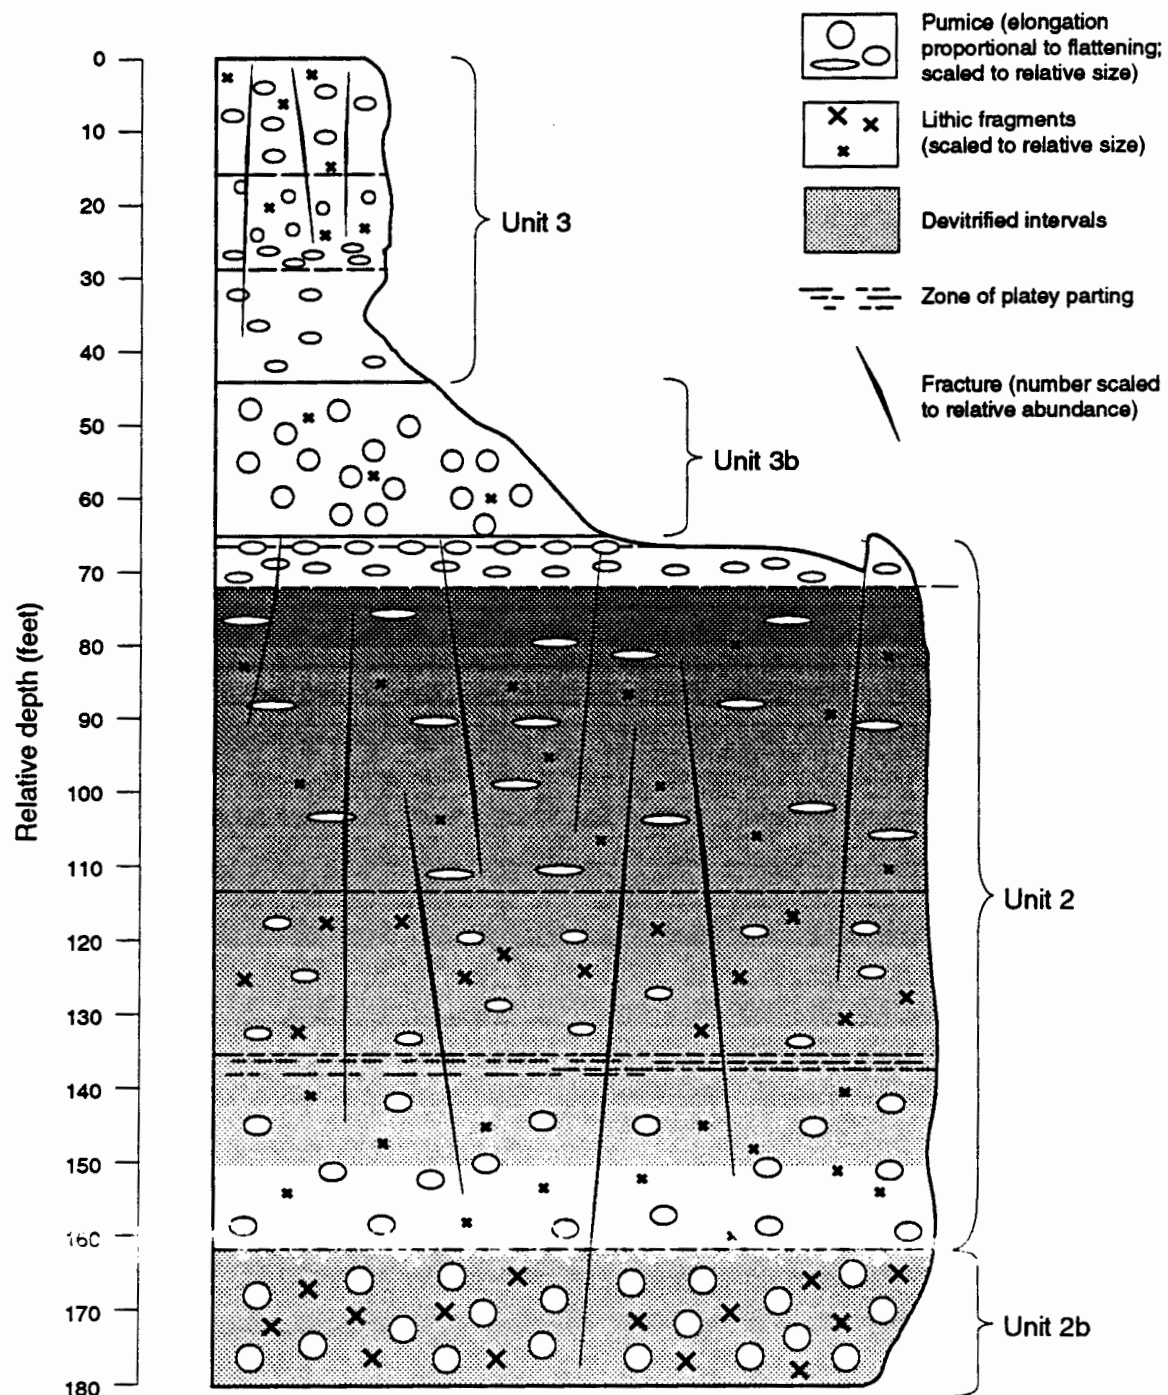 Pumice (elongation
proportional to flattening;
scaled to relative size)
Lithic fragments
(scaled to relative size)
Devitrified intervals
Zone of platey parting
Fracture (number scaled
to relative abundance)
Relative depth (feet)
0
10
20
30
40
50
60
70
80
90
100
110
120
130
140
150
160
170
180
Unit 3
Unit 3b
Unit 2
Unit 2b